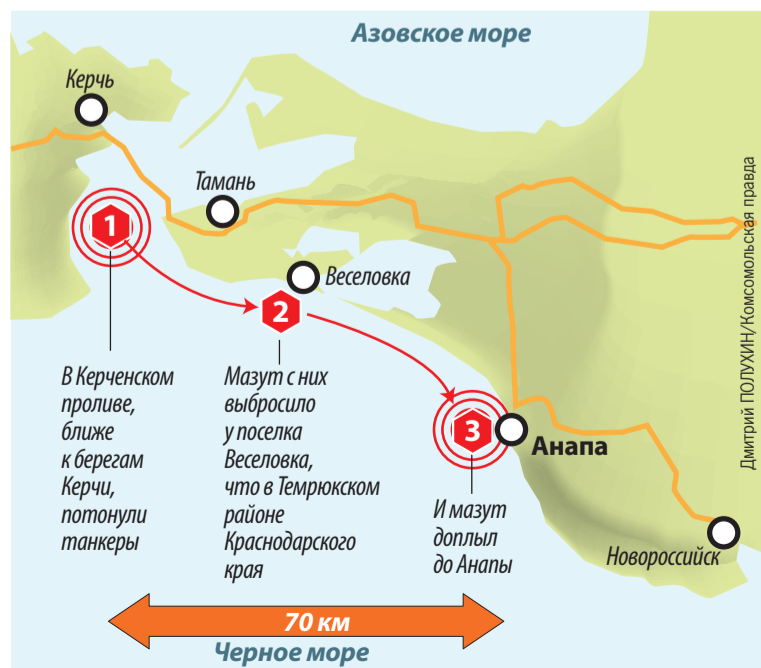 Азовское море
Керчь
Тамань
1
Веселовка
2
В Керченском
проливе,
ближе
к берегам
Керчи,
потонули
танкеры
Мазут с них
выбросило
у поселка
Веселовка,
что в Темрюкском
районе
Краснодарского
края
3
Анапа
И мазут
доплыл
до Анапы
Новороссийск
70 км
Черное море
Дмитрий ПОЛУХИН/Комсомольская правда